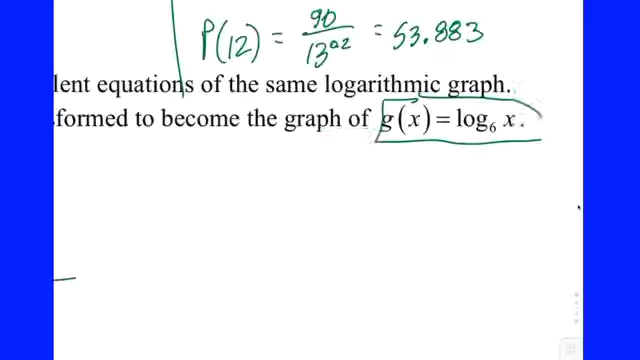 P(12) = 90/13^0.2 = 53.883
lent equations of the same logarithmic graph.
formed to become the graph of g(x) = log₆ x.